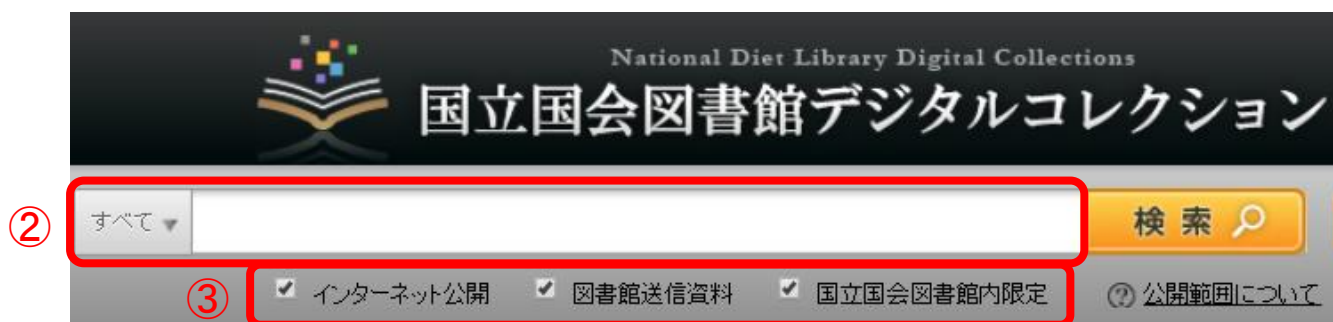 National Diet Library Digital Collections
国立国会図書館デジタルコレクション
② すべて 検索
③ インターネット公開 図書館送信資料 国立国会図書館内限定 ? 公開範囲について